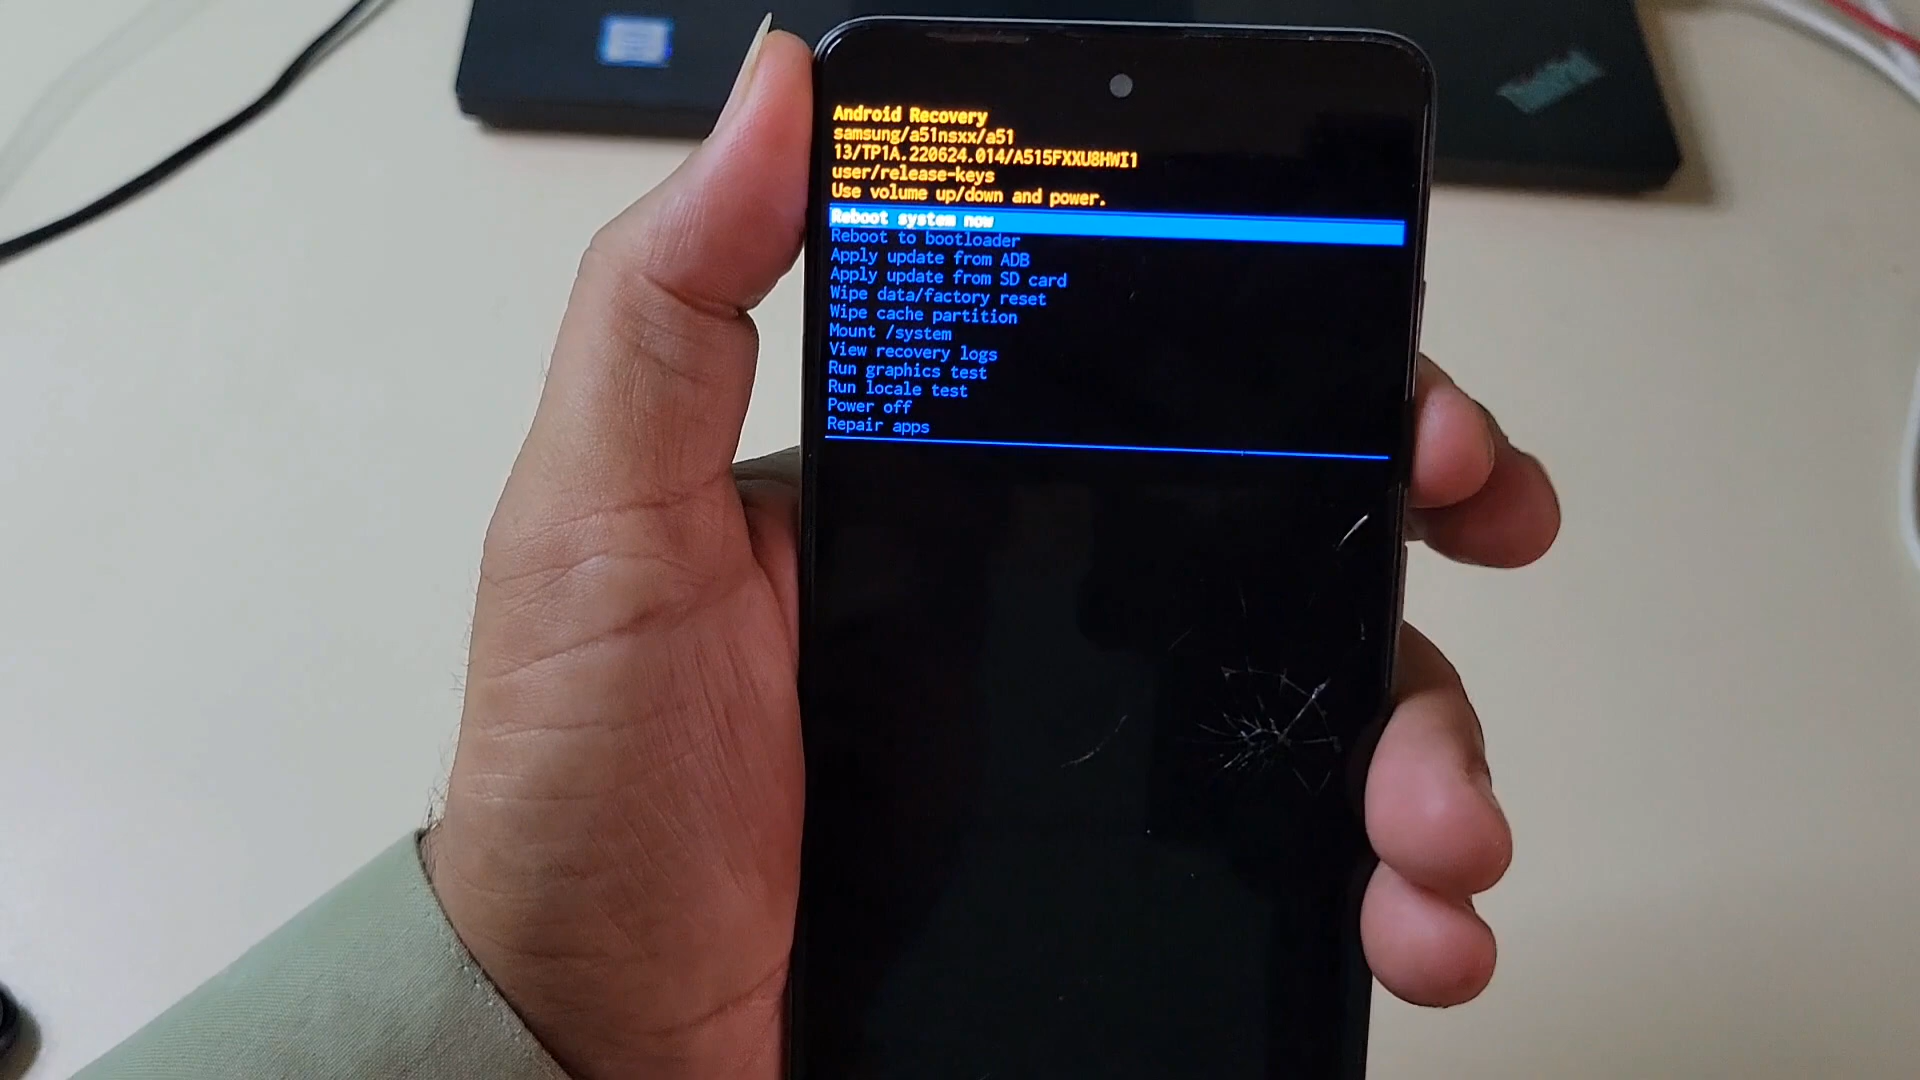 Android Recovery
samsung/a51nsxx/a51
13/TP1A.220624.014/A515FXXU8HWI1
user/release-keys
Use volume up/down and power.
Reboot system now
Reboot to bootloader
Apply update from ADB
Apply update from SD card
Wipe data/factory reset
Wipe cache partition
Mount /system
View recovery logs
Run graphics test
Run locale test
Power off
Repair apps